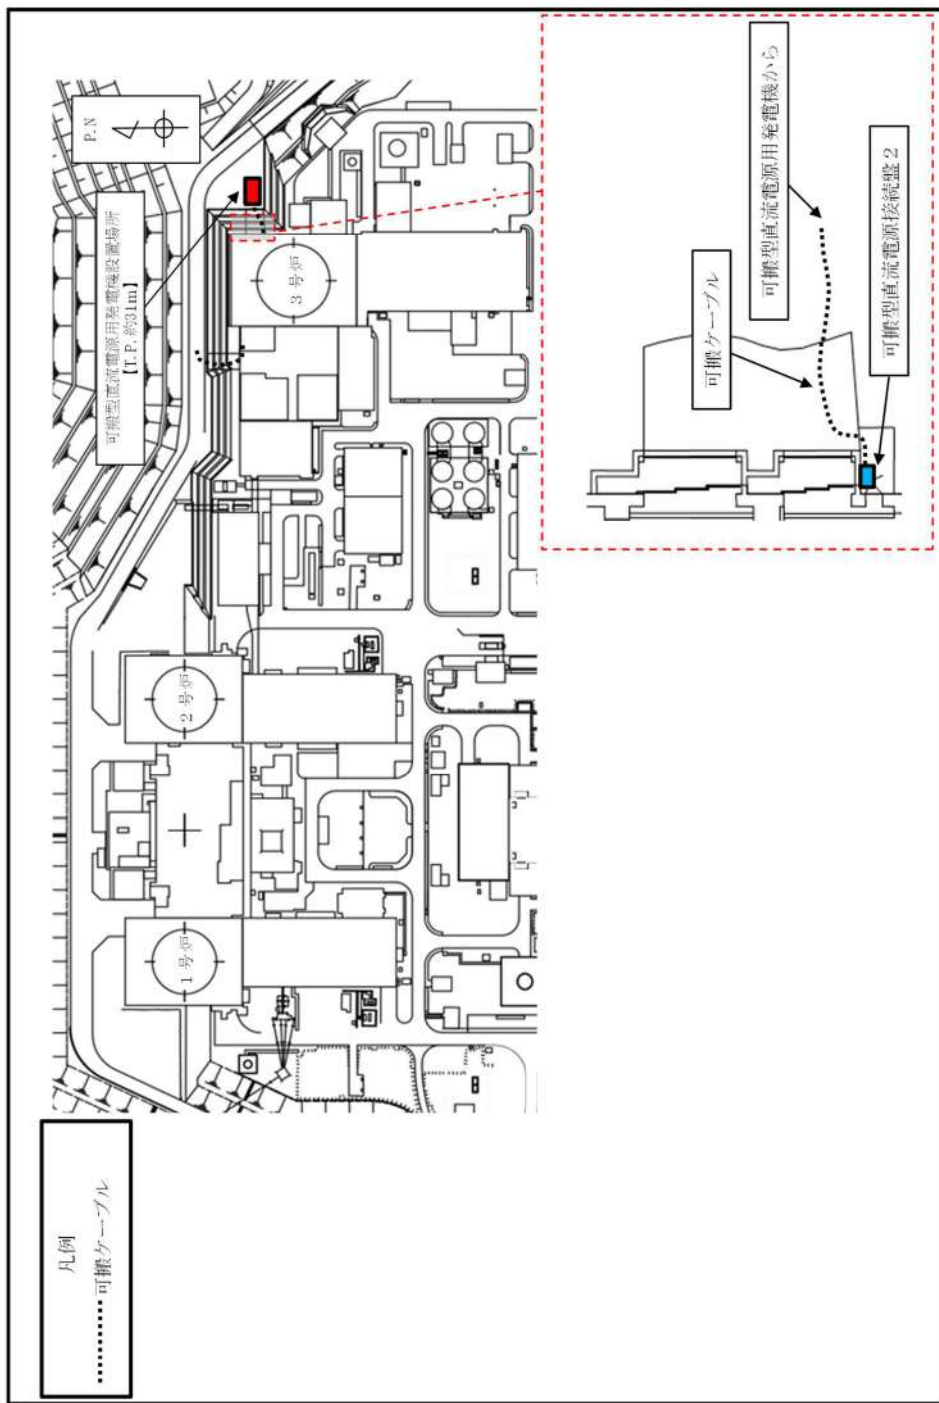 凡例
可搬ケーブル
1号炉
2号炉
3号炉
可搬型直流電源用発電機設置場所
【T.P.約31m】
P.N
可搬ケーブル
可搬型直流電源用発電機から
可搬型直流電源接続盤2